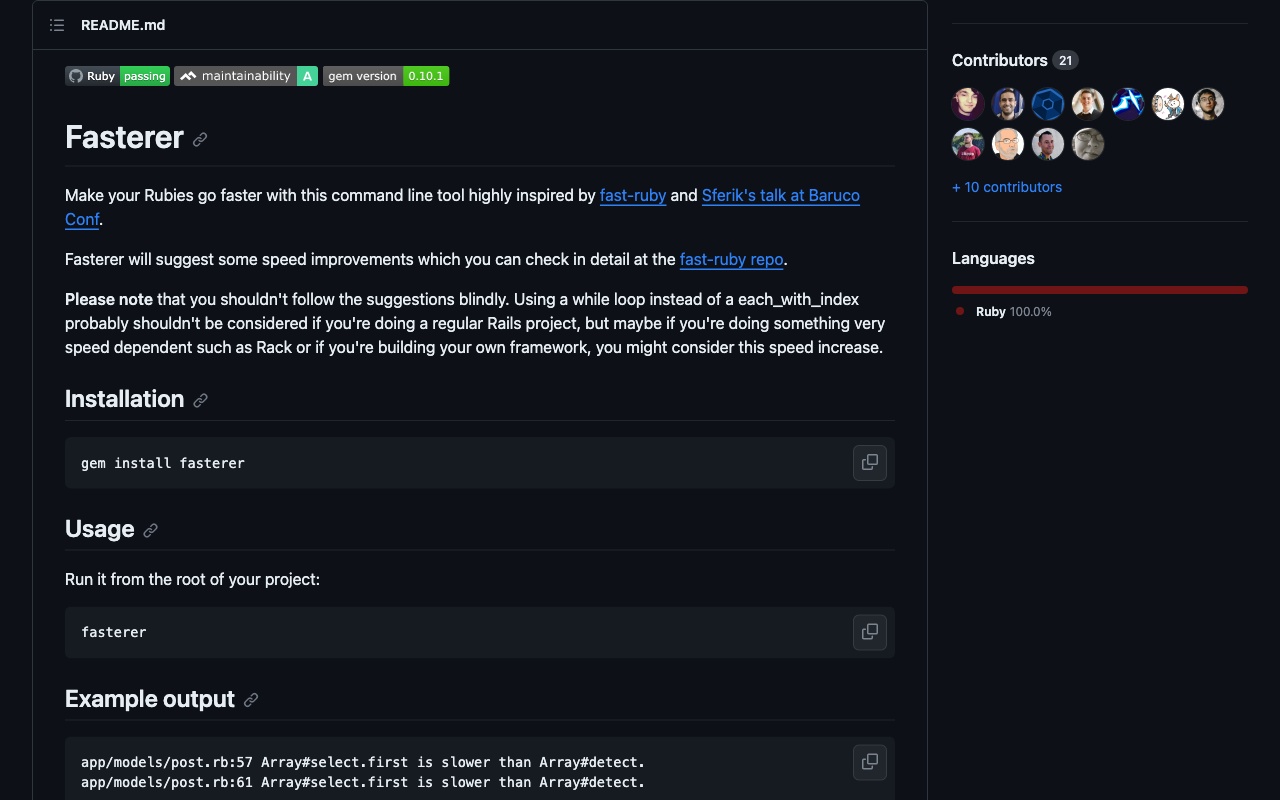 README.md
Ruby passing maintainability A gem version 0.10.1
Fasterer
Make your Rubies go faster with this command line tool highly inspired by fast-ruby and Sferik's talk at Baruco
Conf.
Fasterer will suggest some speed improvements which you can check in detail at the fast-ruby repo.
Please note that you shouldn't follow the suggestions blindly. Using a while loop instead of a each_with_index
probably shouldn't be considered if you're doing a regular Rails project, but maybe if you're doing something very
speed dependent such as Rack or if you're building your own framework, you might consider this speed increase.
Installation
gem install fasterer
Usage
Run it from the root of your project:
fasterer
Example output
app/models/post.rb:57 Array#select.first is slower than Array#detect.
app/models/post.rb:61 Array#select.first is slower than Array#detect.
Contributors 21
+ 10 contributors
Languages
Ruby 100.0%